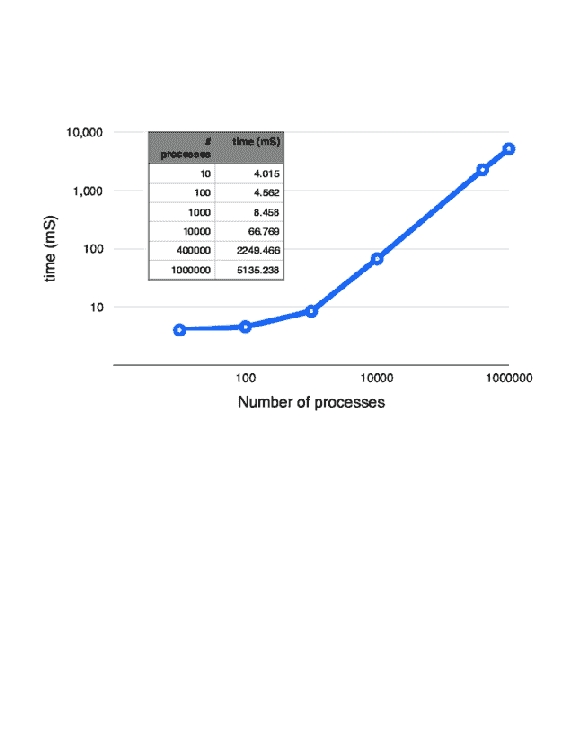 10,000
1,000
100
10
time (mS)
# processes time (mS)
10 4.015
100 4.562
1000 8.458
10000 66.769
400000 2249.466
1000000 5135.238
100 10000 1000000
Number of processes